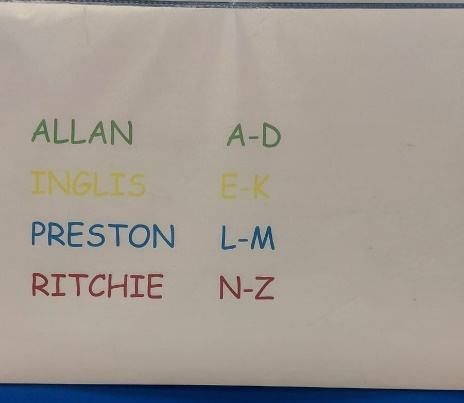 ALLAN A-D
INGLIS E-K
PRESTON L-M
RITCHIE N-Z